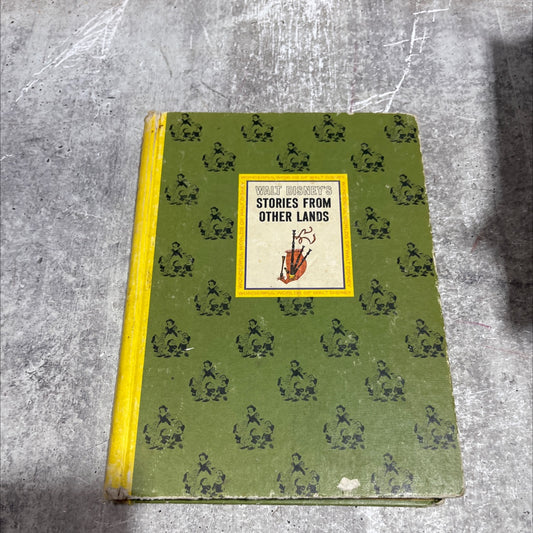 WALT DISNEY'S
STORIES FROM
OTHER LANDS